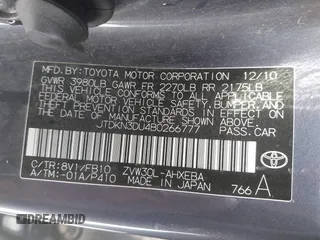 MFD. BY: TOYOTA MOTOR CORPORATION 12/10
GVWR 3980LB GAWR FR 2270LB RR 2175LB
THIS VEHICLE CONFORMS TO ALL APPLICABLE
FEDERAL MOTOR VEHICLE SAFETY, BUMPER, AND
THEFT PREVENTION STANDARDS IN EFFECT ON
THE DATE OF MANUFACTURE SHOWN ABOVE.
JTDKN3DU4B0266777 PASS.CAR
C/TR: 8V1/FB10 ZVW30L-AHXEBA
A/TM: -01A/P410 MADE IN JAPAN 766 A
TOYOTA
DREAMBID